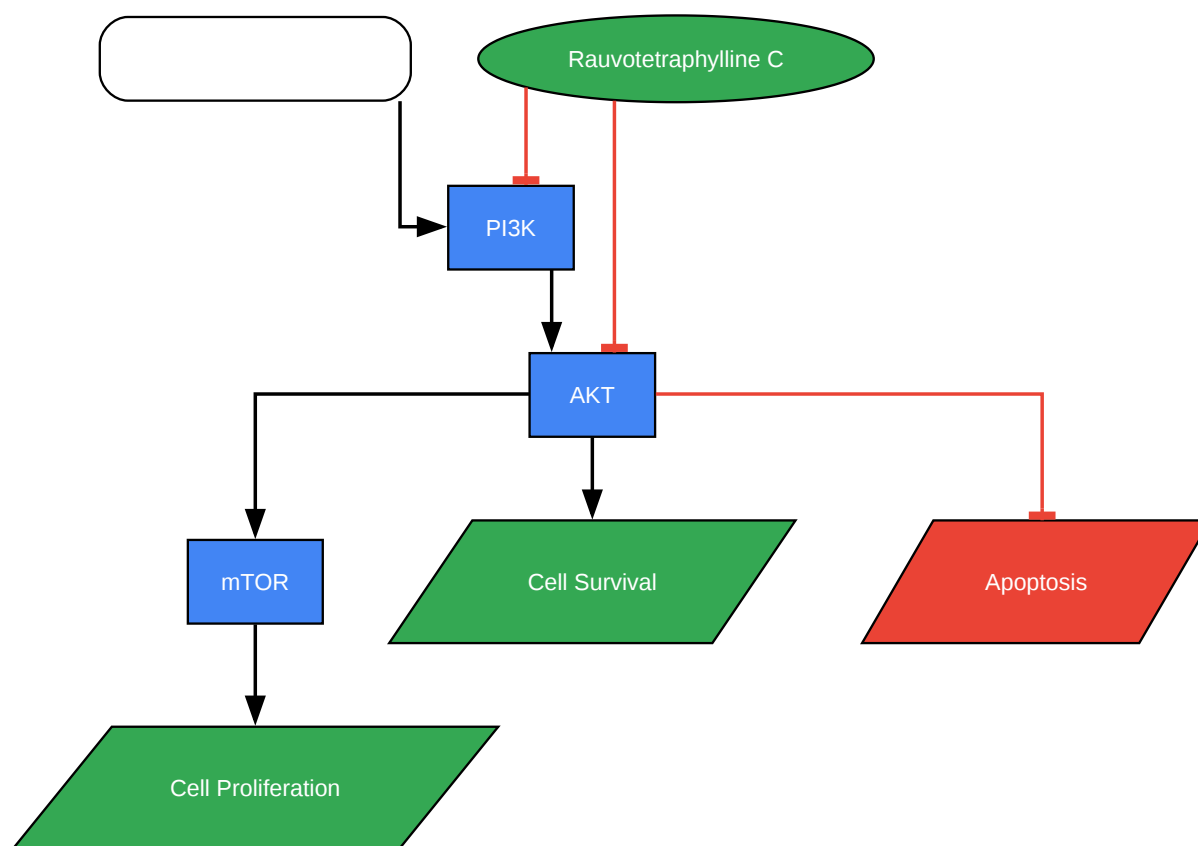 Rauvotetraphylline C
PI3K
AKT
mTOR
Cell Survival
Apoptosis
Cell Proliferation